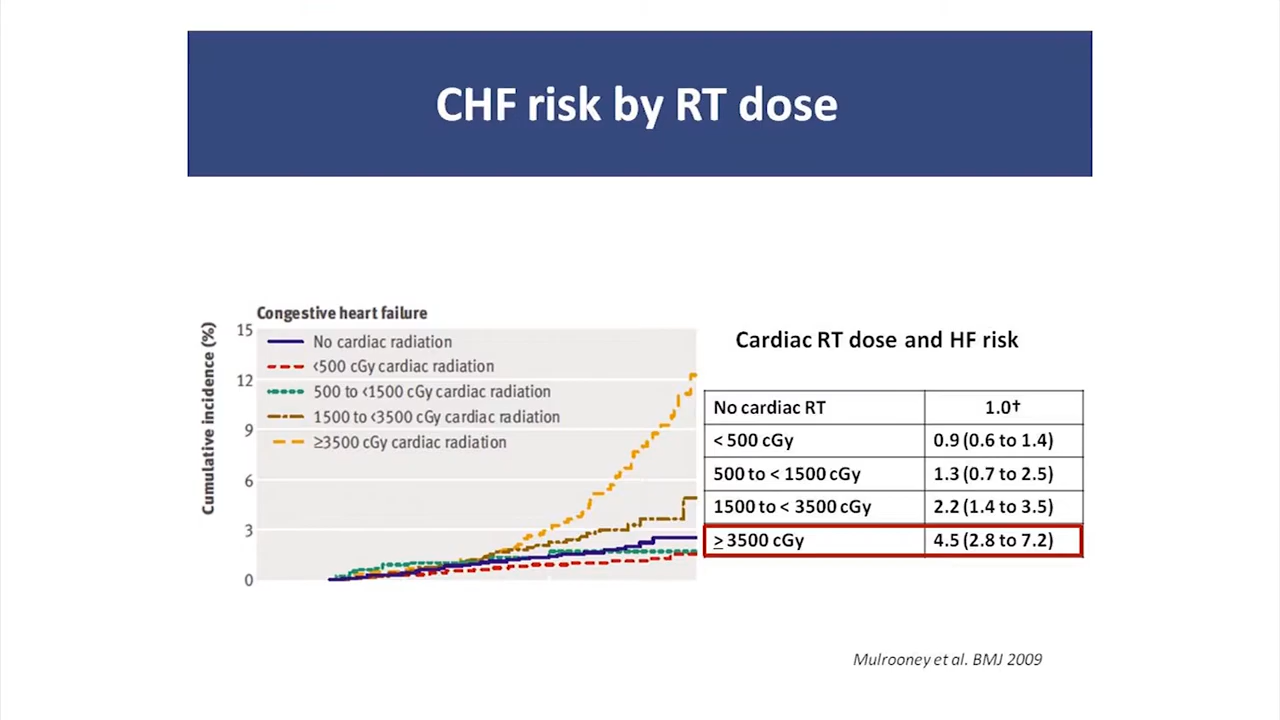 CHF risk by RT dose
Congestive heart failure
Cumulative incidence (%)
15
12
9
6
3
0
No cardiac radiation
<500 cGy cardiac radiation
500 to <1500 cGy cardiac radiation
1500 to <3500 cGy cardiac radiation
≥3500 cGy cardiac radiation
Cardiac RT dose and HF risk
No cardiac RT 1.0†
< 500 cGy 0.9 (0.6 to 1.4)
500 to < 1500 cGy 1.3 (0.7 to 2.5)
1500 to < 3500 cGy 2.2 (1.4 to 3.5)
≥ 3500 cGy 4.5 (2.8 to 7.2)
Mulrooney et al. BMJ 2009